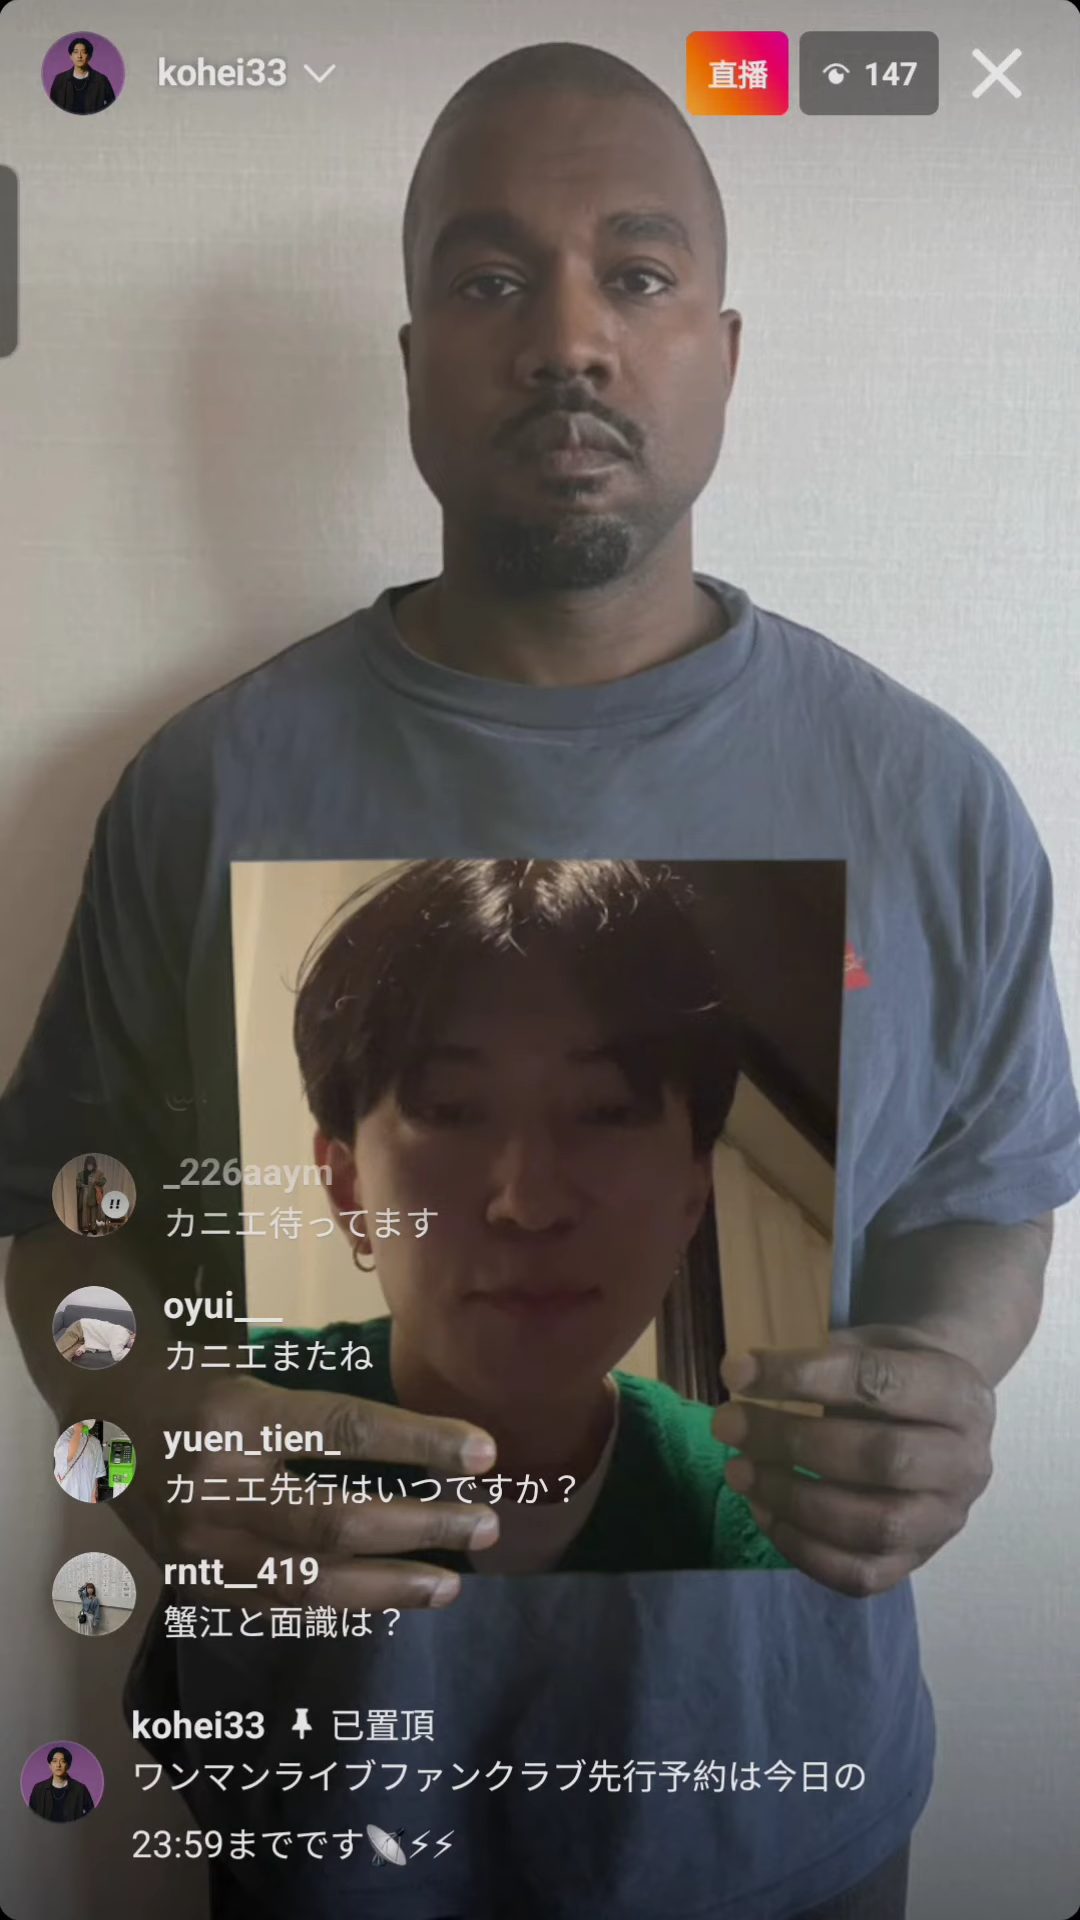 kohei33
直播
147
_226aaym
カニエ待ってます
oyui___
カニエまたね
yuen_tien_
カニエ先行はいつですか？
rntt__419
蟹江と面識は？
kohei33 已置頂
ワンマンライブファンクラブ先行予約は今日の
23:59までです📡⚡⚡